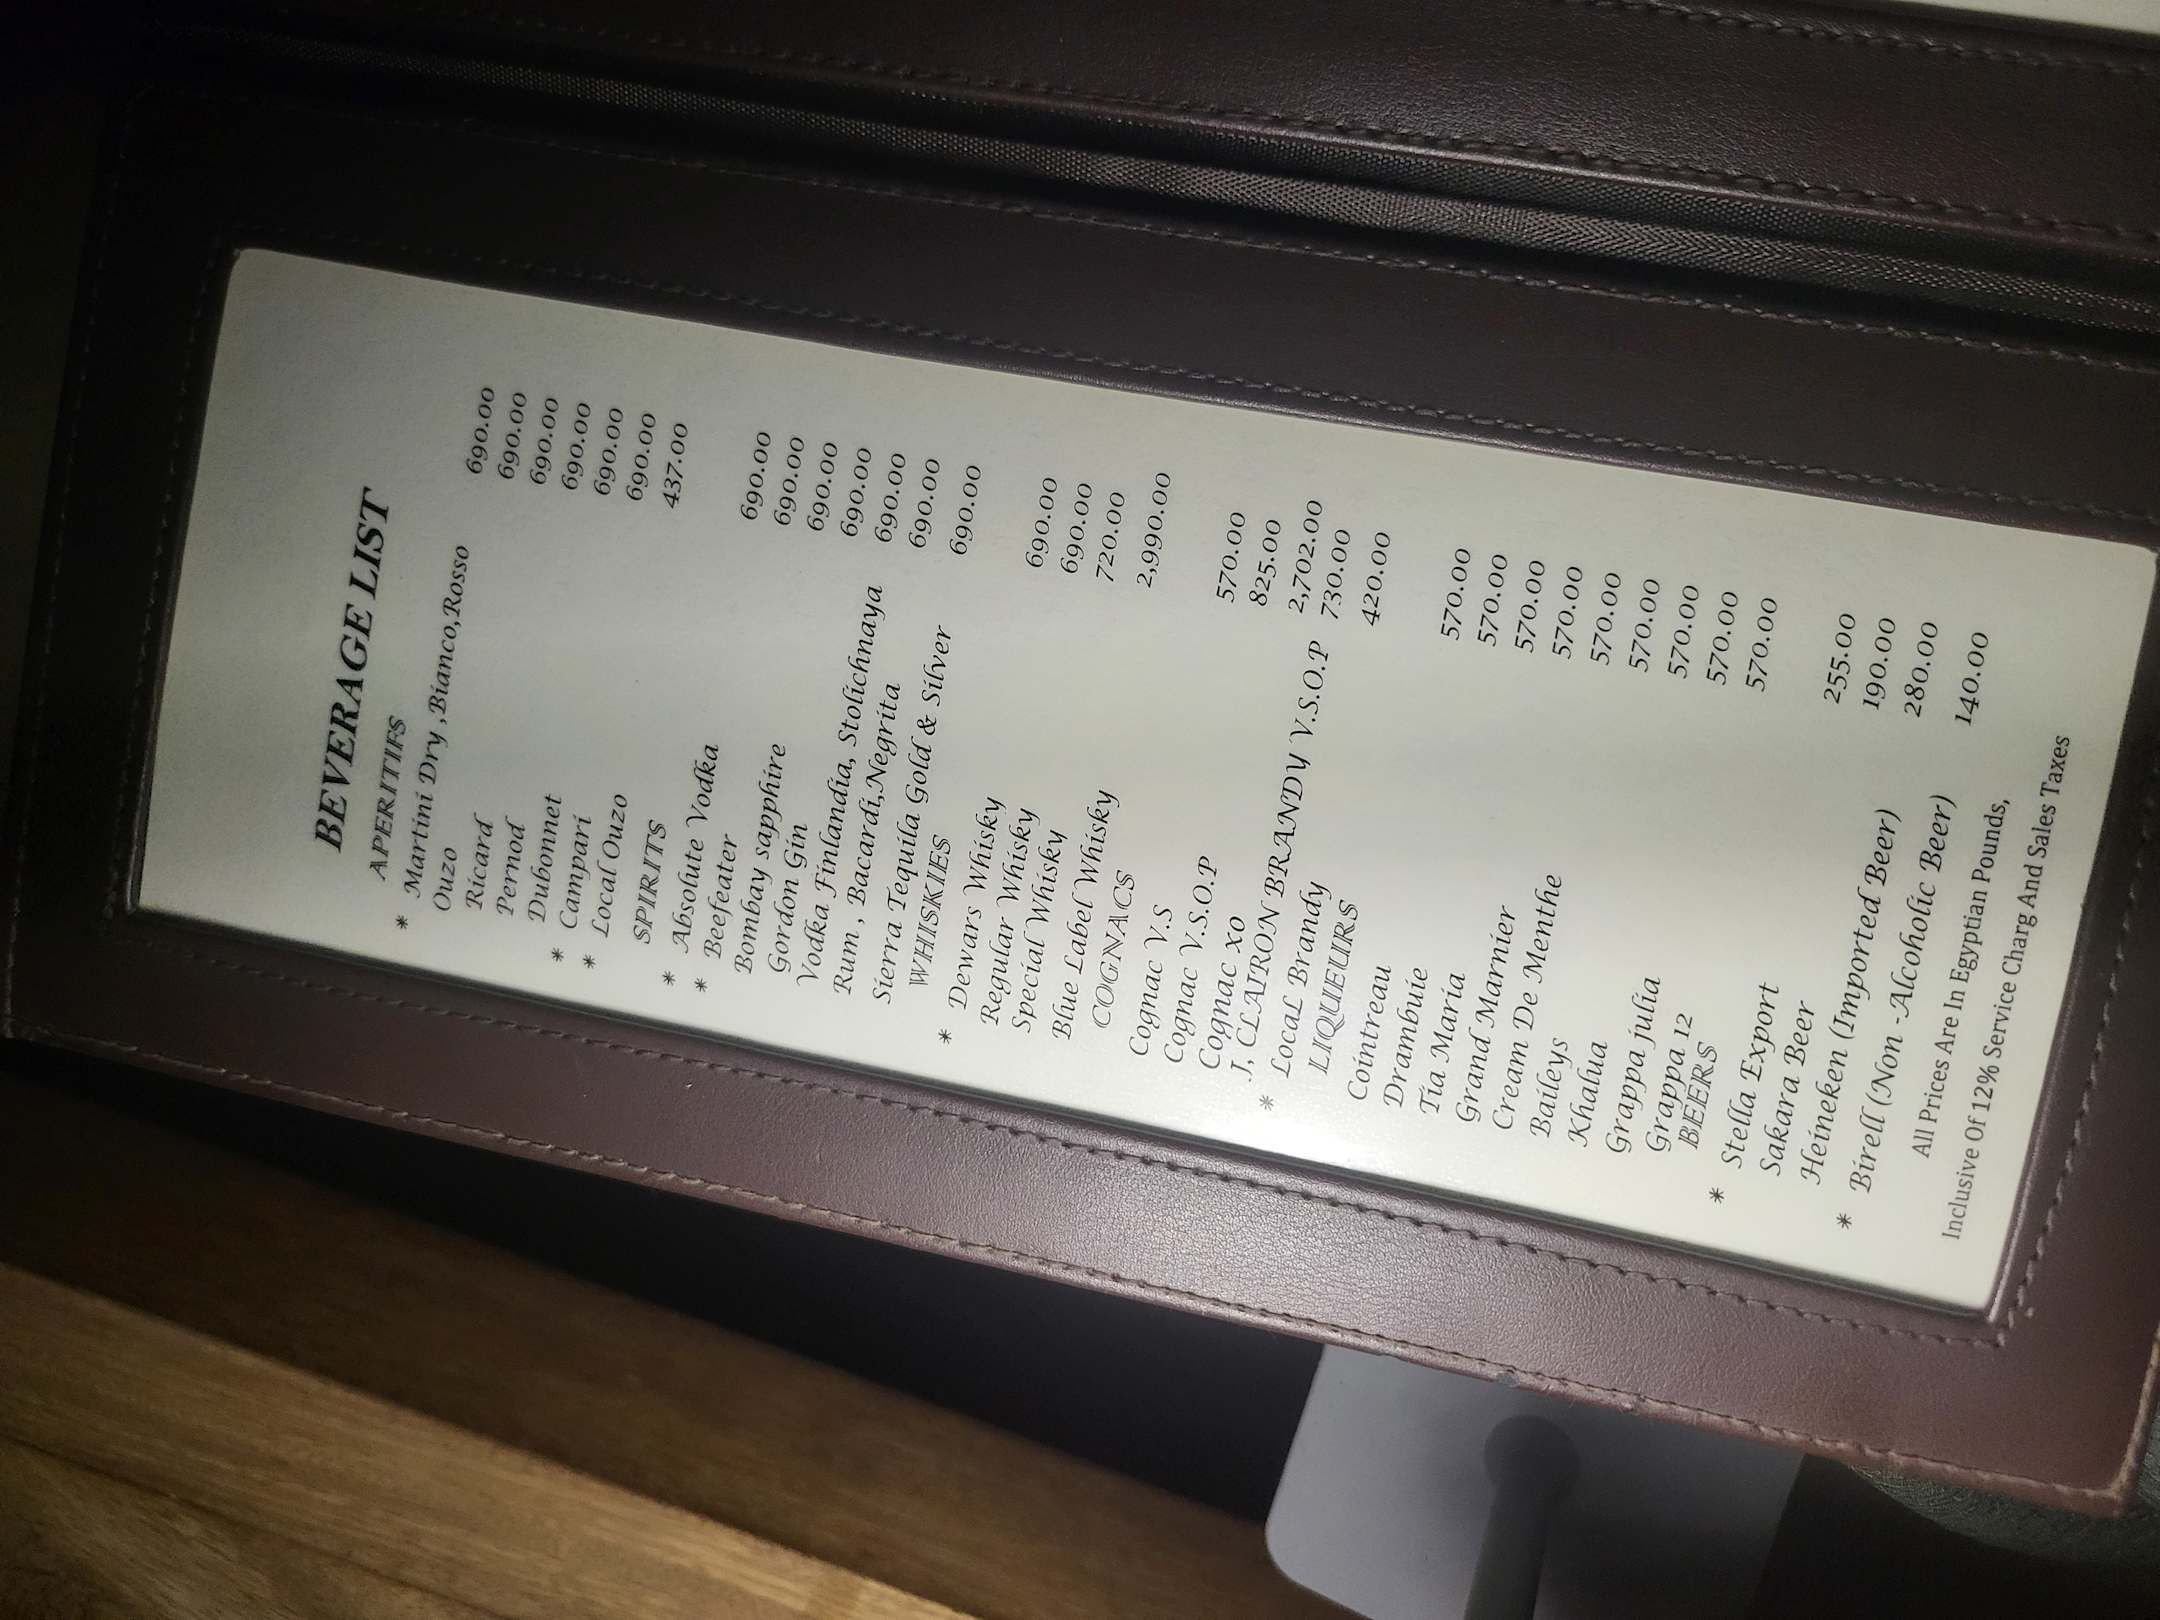 BEVERAGE LIST
APERITIFS
* Martini Dry ,Bianco,Rosso 690.00
Ouzo 690.00
Ricard 690.00
Pernod 690.00
Dubonnet 690.00
* Campari 690.00
* Local Ouzo 437.00
SPIRITS
* Absolute Vodka 690.00
* Beefeater 690.00
Bombay sapphire 690.00
Gordon Gin 690.00
Vodka Finlandia, Stolichnaya 690.00
Rum , Bacardi,Negrita 690.00
Sierra Tequila Gold & Silver 690.00
WHISKIES
* Dewars Whisky 690.00
Regular Whisky 690.00
Special Whisky 720.00
Blue Label Whisky 2,990.00
COGNACS
Cognac V.S 570.00
Cognac V.S.O.P 825.00
Cognac xo 2,702.00
J, CLAIRON BRANDY V.S.O.P 730.00
* LocaL Brandy 420.00
LIQUEURS
Cointreau 570.00
Drambuie 570.00
Tia Maria 570.00
Grand Marnier 570.00
Cream De Menthe 570.00
Baileys 570.00
Khalua 570.00
Grappa julia 570.00
Grappa 12 570.00
BEERS
* Stella Export 255.00
Sakara Beer 190.00
Heineken (Imported Beer) 280.00
* Birell (Non -Alcoholic Beer) 140.00
All Prices Are In Egyptian Pounds,
Inclusive Of 12% Service Charg And Sales Taxes